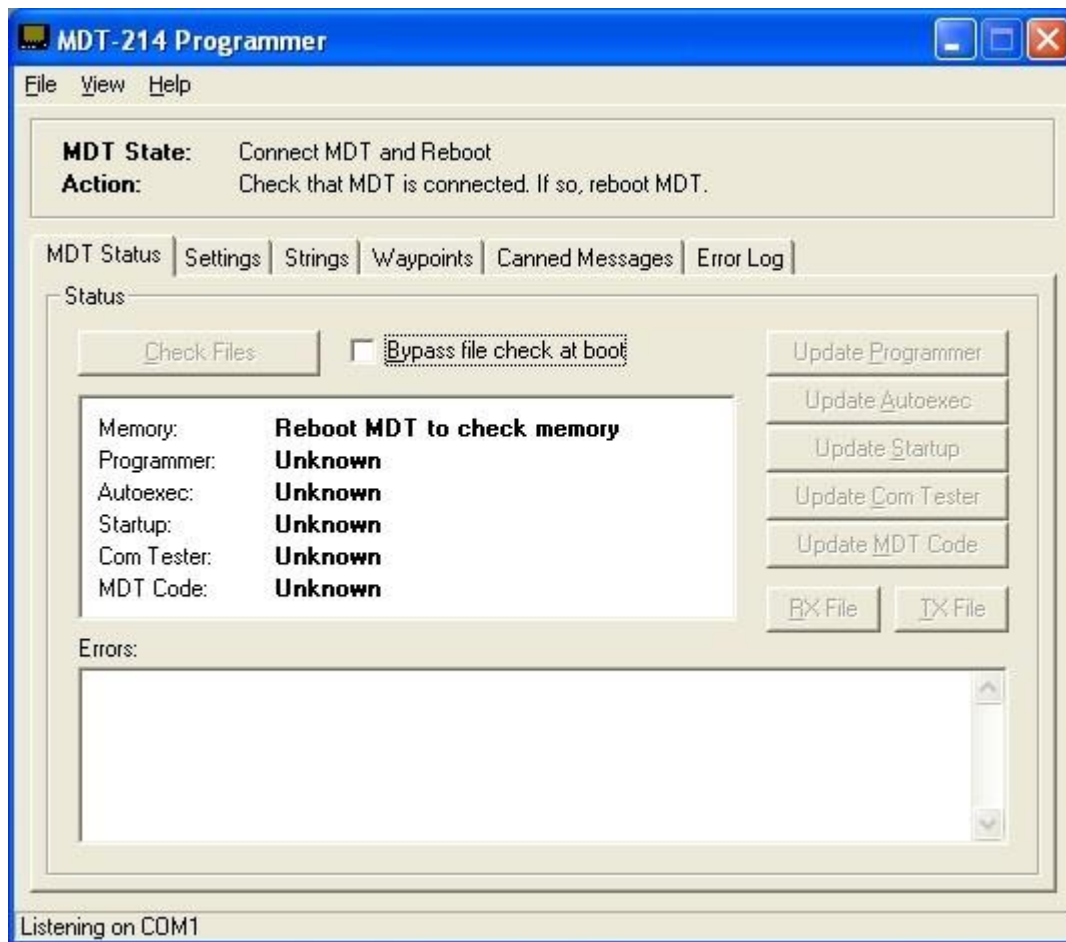 MDT-214 Programmer
File View Help
MDT State: Connect MDT and Reboot
Action: Check that MDT is connected. If so, reboot MDT.
MDT Status Settings Strings Waypoints Canned Messages Error Log
Status
Check Files Bypass file check at boot Update Programmer
Update Autoexec
Memory: Reboot MDT to check memory
Update Startup
Programmer: Unknown
Autoexec: Unknown
Update Com Tester
Startup: Unknown
Com Tester: Unknown
Update MDT Code
MDT Code: Unknown
RX File TX File
Errors:
Listening on COM1